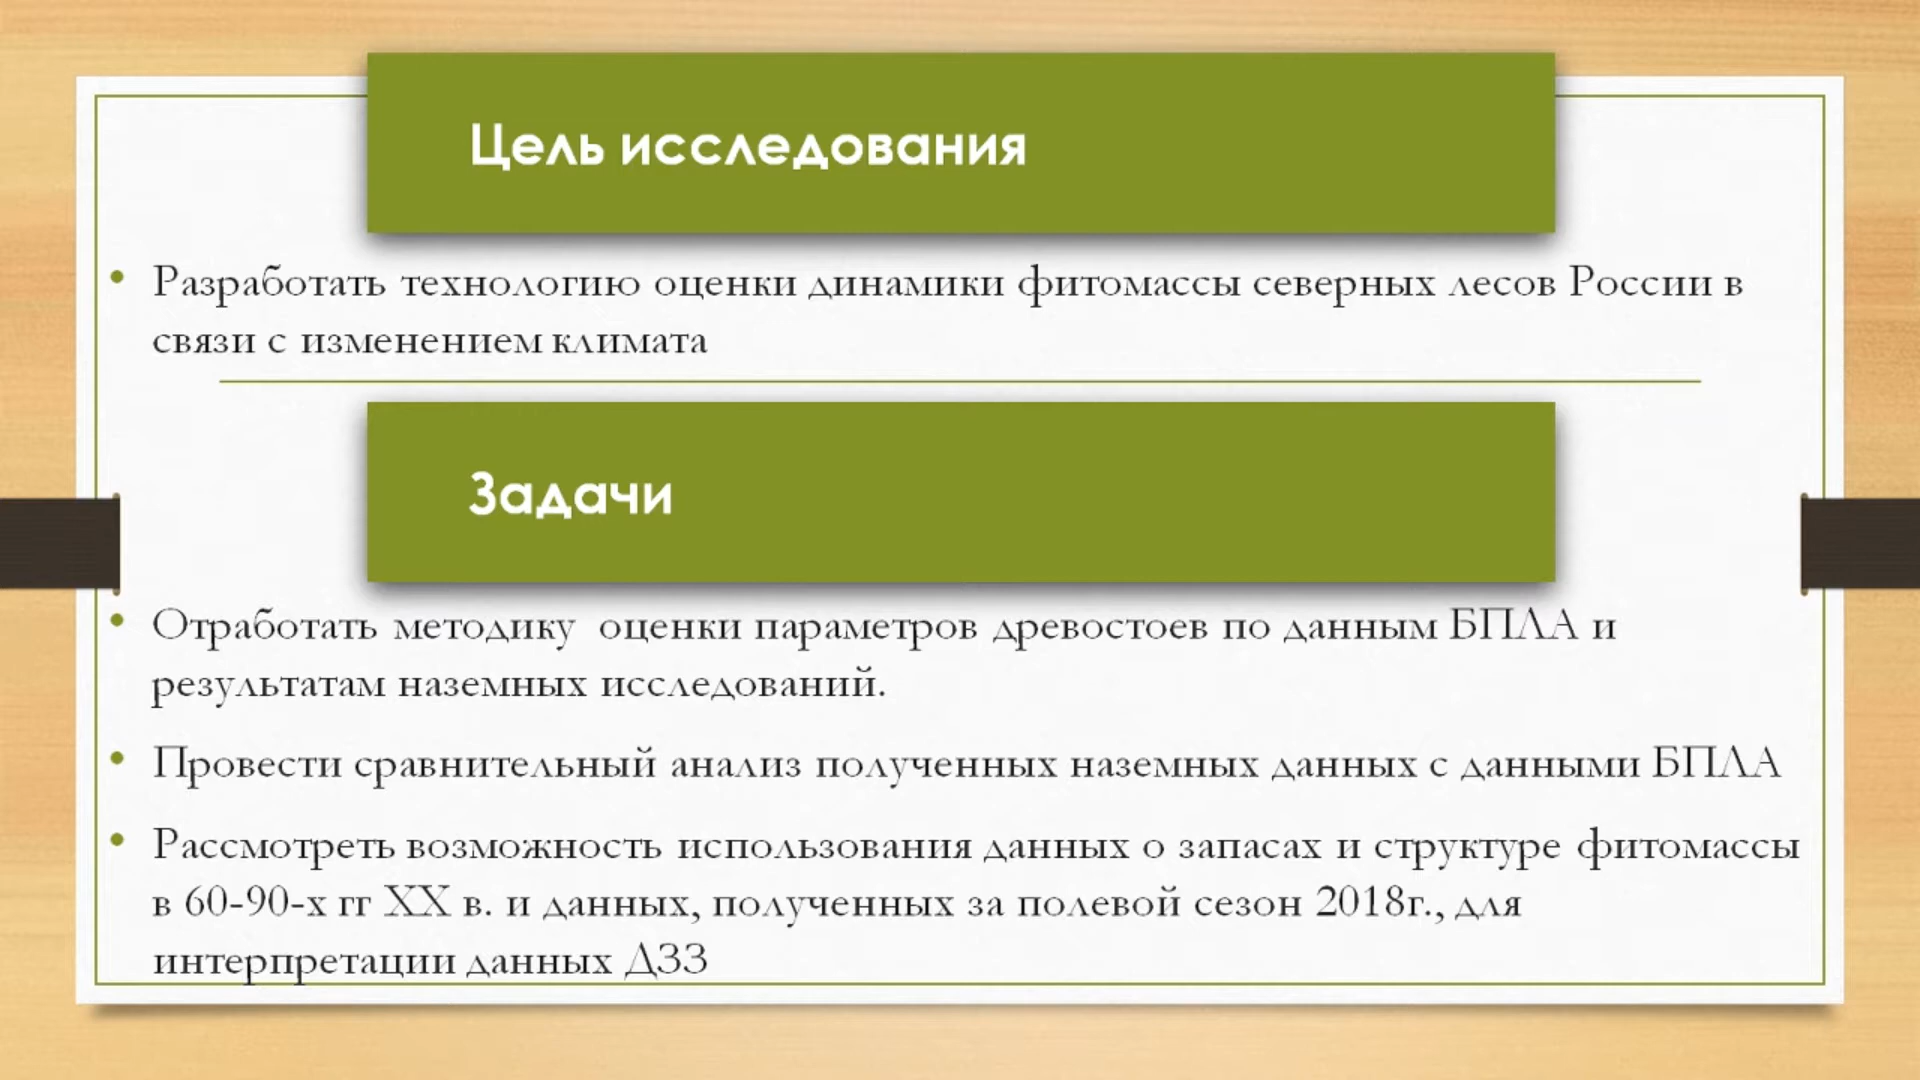 Цель исследования
• Разработать технологию оценки динамики фитомассы северных лесов России в
связи с изменением климата
Задачи
• Отработать методику оценки параметров древостоев по данным БПЛА и
результатам наземных исследований.
• Провести сравнительный анализ полученных наземных данных с данными БПЛА
• Рассмотреть возможность использования данных о запасах и структуре фитомассы
в 60-90-х гг XX в. и данных, полученных за полевой сезон 2018г., для
интерпретации данных ДЗЗ